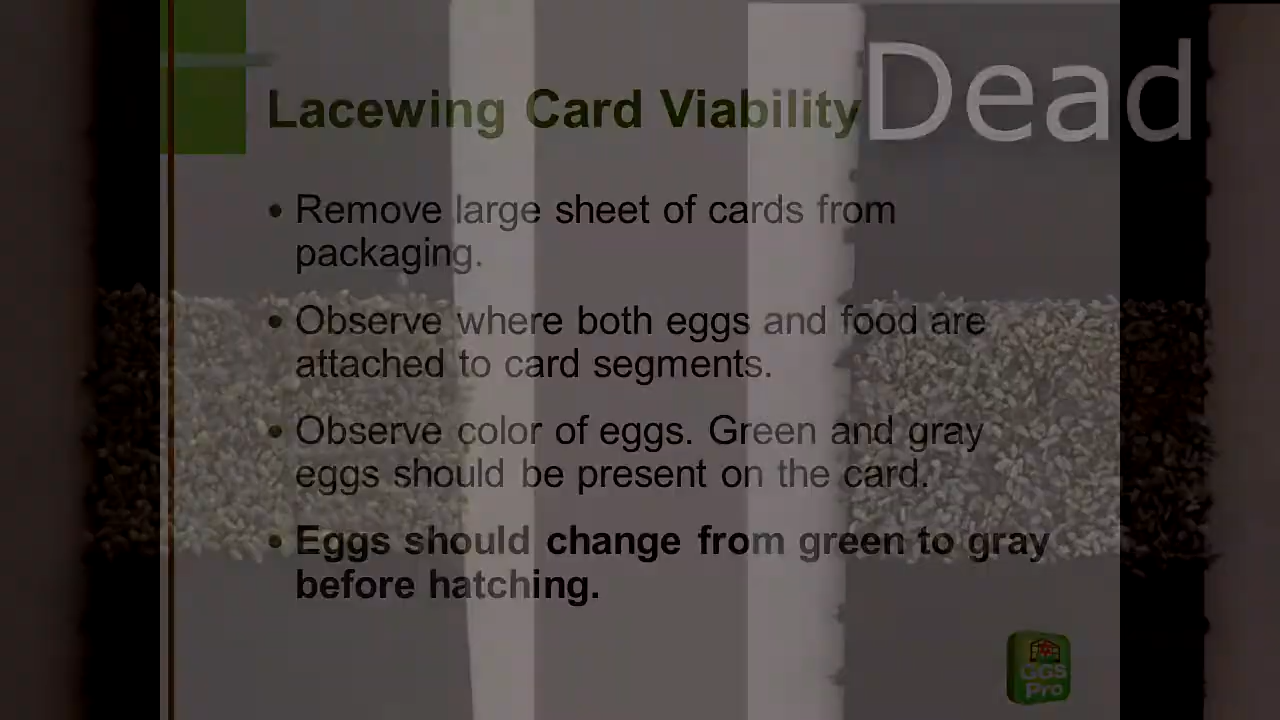 Dead
Lacewing Card Viability
• Remove large sheet of cards from
packaging.
• Observe where both eggs and food are
attached to card segments.
• Observe color of eggs. Green and gray
eggs should be present on the card.
• Eggs should change from green to gray
before hatching.
GGS
Pro